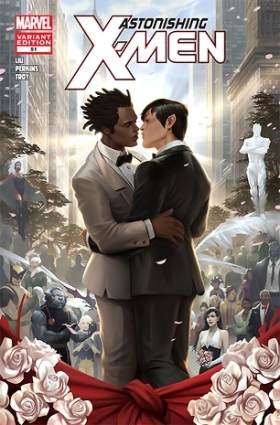 MARVEL
VARIANT
EDITION
51
ASTONISHING
X-MEN
LIU
PERKINS
TROY